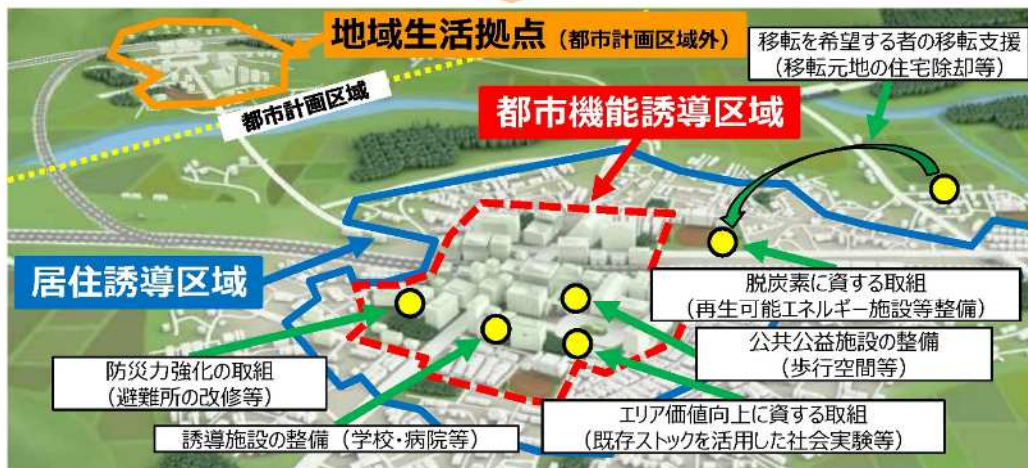 地域生活拠点（都市計画区域外）
移転を希望する者の移転支援
（移転元地の住宅除却等）
都市計画区域
都市機能誘導区域
居住誘導区域
脱炭素に資する取組
（再生可能エネルギー施設等整備）
公共公益施設の整備
（歩行空間等）
防災力強化の取組
（避難所の改修等）
誘導施設の整備（学校・病院等）
エリア価値向上に資する取組
（既存ストックを活用した社会実験等）